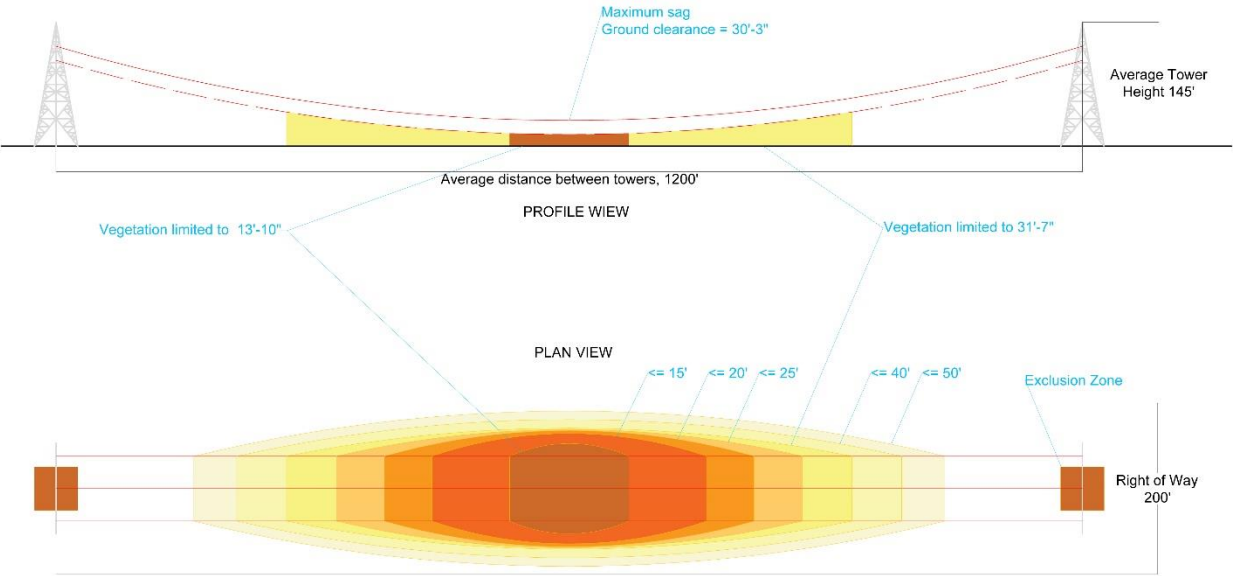 Maximum sag
Ground clearance = 30'-3"
Average Tower
Height 145'
Average distance between towers, 1200'
PROFILE WIEW
Vegetation limited to 13'-10"
Vegetation limited to 31'-7"
PLAN VIEW
<= 15'
<= 20'
<= 25'
<= 40'
<= 50'
Exclusion Zone
Right of Way
200'